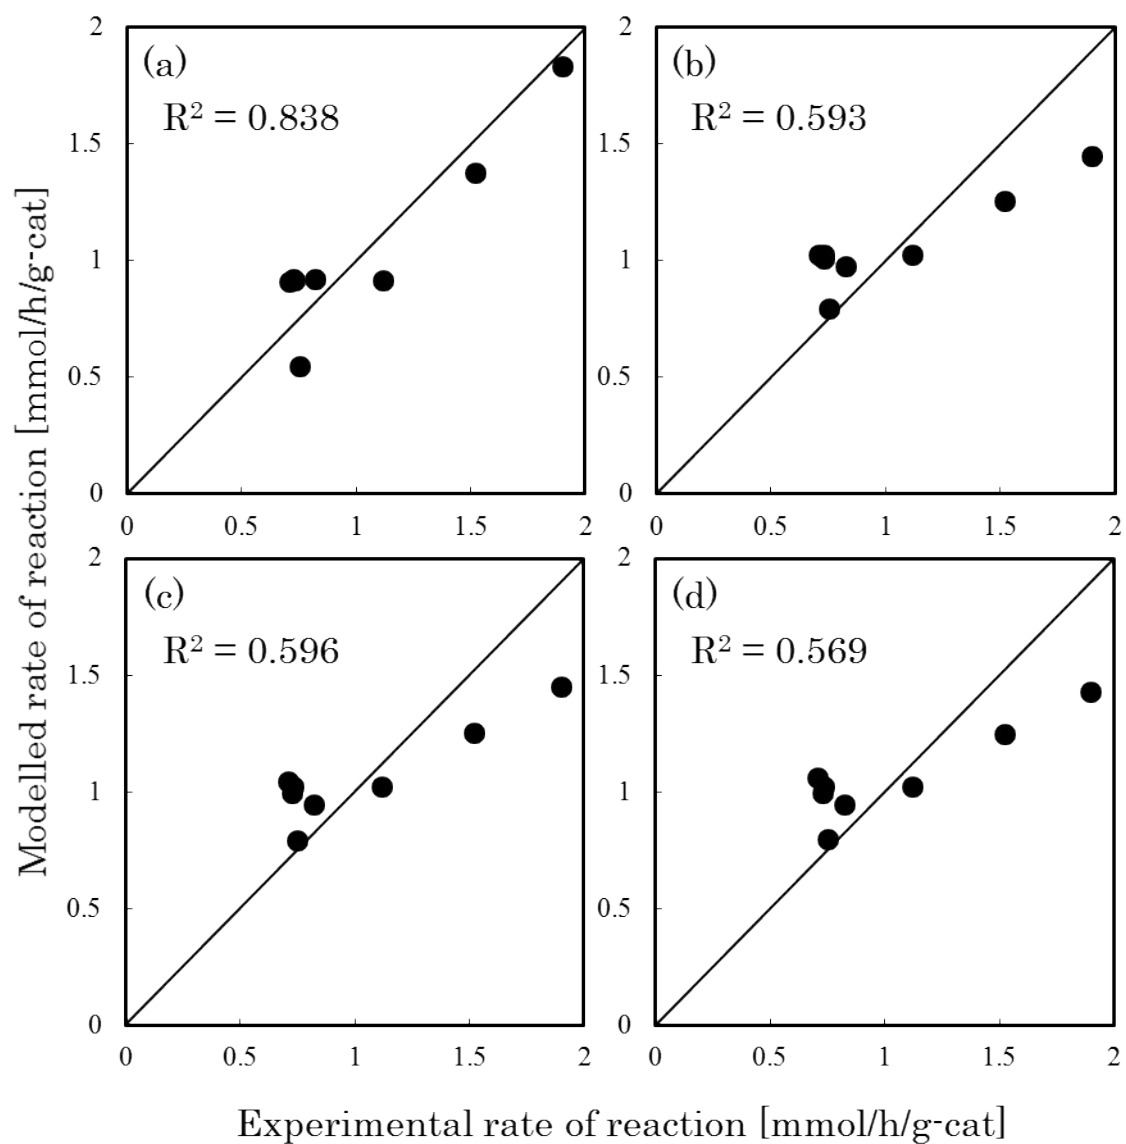 Modelled rate of reaction [mmol/h/g-cat]
(a)
R² = 0.838
2
1.5
1
0.5
0
0 0.5 1 1.5 2
(b)
R² = 0.593
2
1.5
1
0.5
0
0 0.5 1 1.5 2
(c)
R² = 0.596
2
1.5
1
0.5
0
0 0.5 1 1.5 2
(d)
R² = 0.569
2
1.5
1
0.5
0
0 0.5 1 1.5 2
Experimental rate of reaction [mmol/h/g-cat]